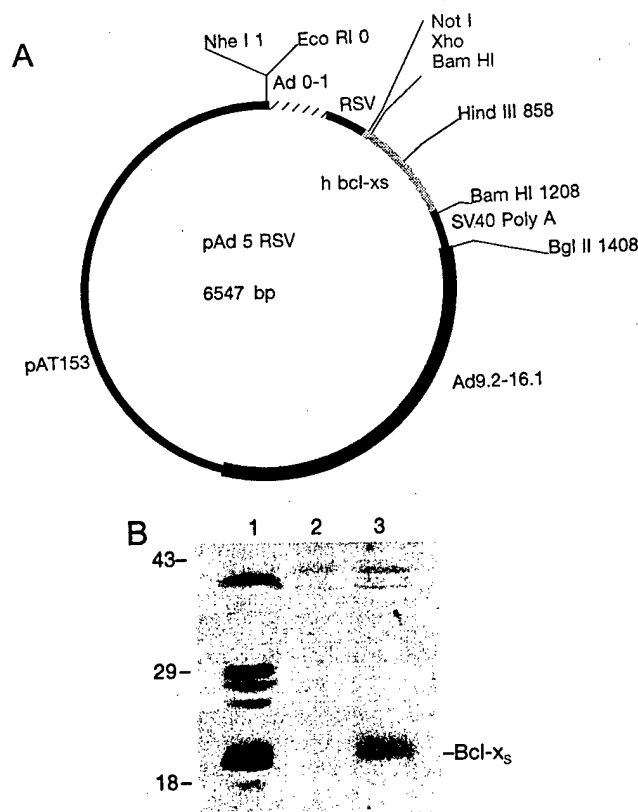 A
Nhe I 1
Eco RI 0
Not I
Xho
Bam HI
Ad 0-1
RSV
Hind III 858
h bcl-xs
Bam HI 1208
SV40 Poly A
Bgl II 1408
pAd 5 RSV
6547 bp
pAT153
Ad9.2-16.1
B
1 2 3
43–
29–
18–
–Bcl-xs